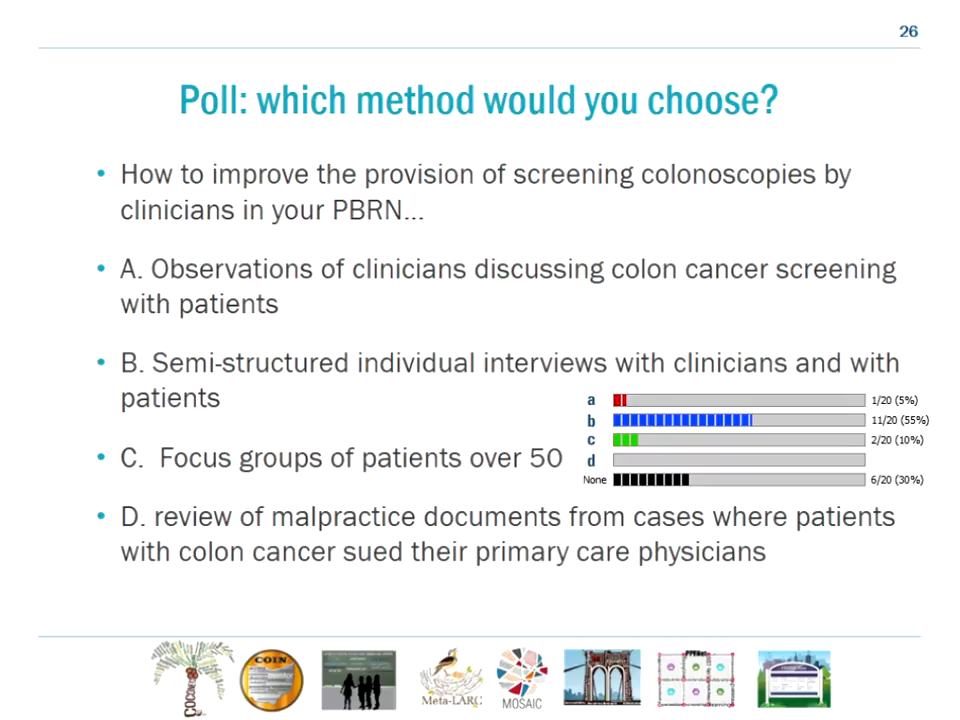 26
Poll: which method would you choose?
• How to improve the provision of screening colonoscopies by
clinicians in your PBRN...
• A. Observations of clinicians discussing colon cancer screening
with patients
• B. Semi-structured individual interviews with clinicians and with
patients
a 1/20 (5%)
b 11/20 (55%)
c 2/20 (10%)
d
None 6/20 (30%)
• C. Focus groups of patients over 50
• D. review of malpractice documents from cases where patients
with colon cancer sued their primary care physicians
COIN
Meta-LARC
MOSAIC